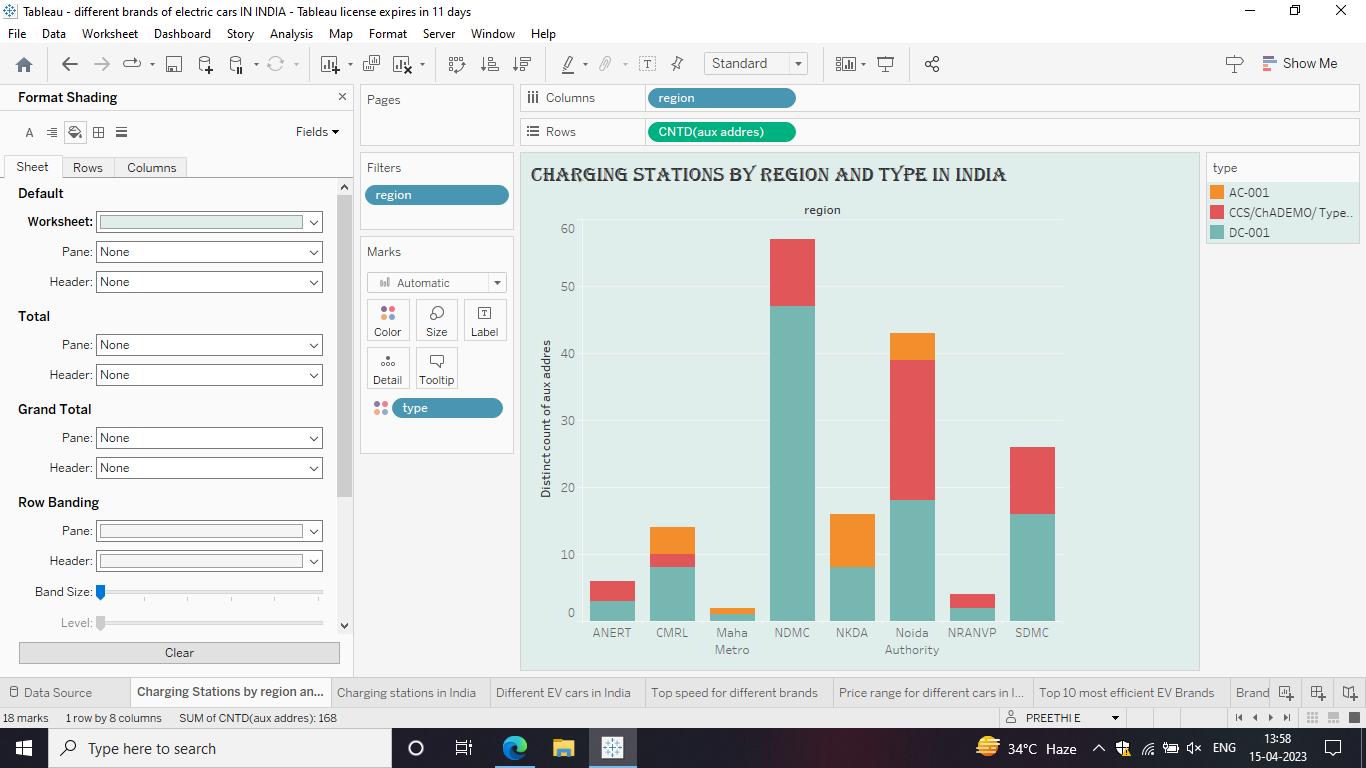 Tableau - different brands of electric cars IN INDIA - Tableau license expires in 11 days
File Data Worksheet Dashboard Story Analysis Map Format Server Window Help
Standard
Show Me
Format Shading
Fields
Sheet Rows Columns
Default
Worksheet:
Pane: None
Header: None
Total
Pane: None
Header: None
Grand Total
Pane: None
Header: None
Row Banding
Pane:
Header:
Band Size:
Level:
Clear
Pages
Filters
region
Marks
Automatic
Color Size Label
Detail Tooltip
type
Columns region
Rows CNTD(aux addres)
CHARGING STATIONS BY REGION AND TYPE IN INDIA
region
Distinct count of aux addres
60
50
40
30
20
10
0
ANERT CMRL Maha Metro NDMC NKDA Noida Authority NRANVP SDMC
type
AC-001
CCS/ChADEMO/ Type..
DC-001
Data Source Charging Stations by region an... Charging stations in India Different EV cars in India Top speed for different brands Price range for different cars in I... Top 10 most efficient EV Brands Brand
18 marks 1 row by 8 columns SUM of CNTD(aux addres): 168 PREETHI E
Type here to search 34°C Haze ENG 13:58
15-04-2023